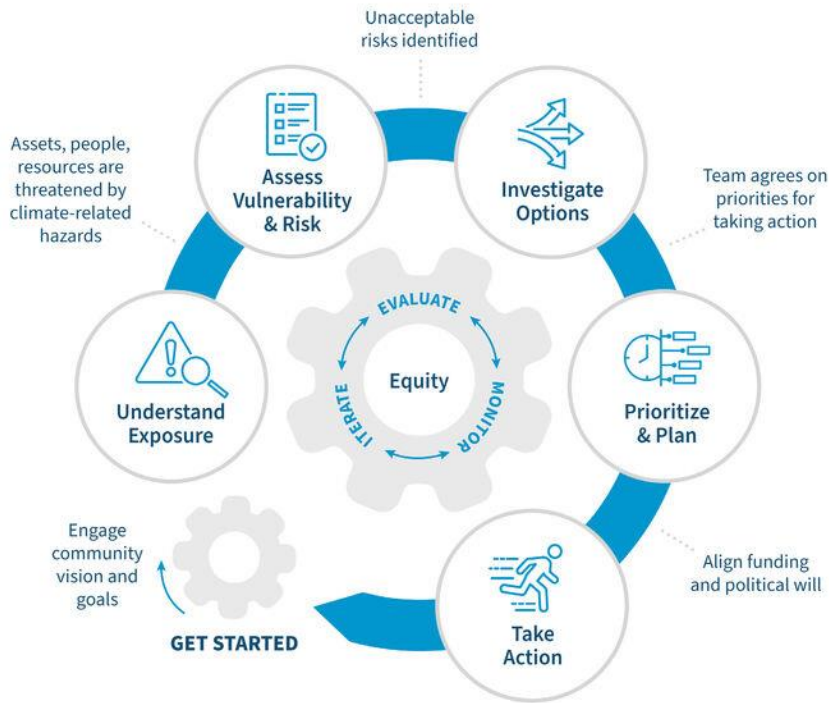 Unacceptable
risks identified
Assess
Vulnerability
& Risk
Investigate
Options
Assets, people,
resources are
threatened by
climate-related
hazards
Team agrees on
priorities for
taking action
EVALUATE
Equity
ITERATE
MONITOR
Understand
Exposure
Prioritize
& Plan
Engage
community
vision and
goals
GET STARTED
Align funding
and political will
Take
Action